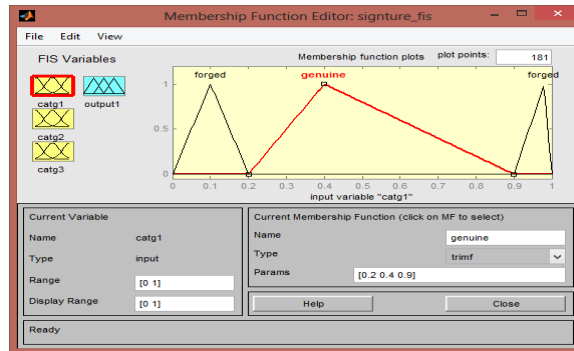 Membership Function Editor: signture_fis
File Edit View
FIS Variables
Membership function plots plot points: 181
forged genuine forged
catg1 output1
catg2
catg3
1
0.5
0
0 0.1 0.2 0.3 0.4 0.5 0.6 0.7 0.8 0.9 1
input variable "catg1"
Current Variable
Name catg1
Type input
Range [0 1]
Display Range [0 1]
Current Membership Function (click on MF to select)
Name genuine
Type trimf
Params [0.2 0.4 0.9]
Help Close
Ready